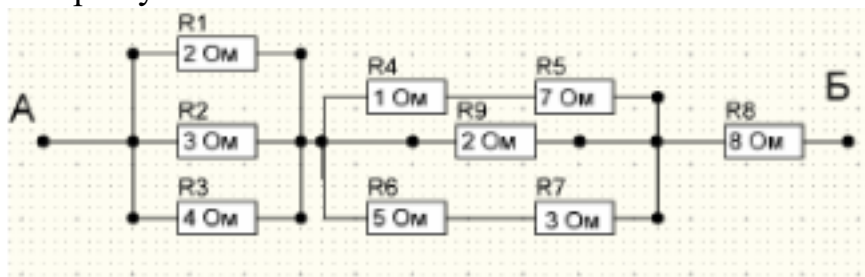 R1
2 Ом
R4
R5
Б
1 Ом
7 Ом
А
R2
R9
R8
3 Ом
2 Ом
8 Ом
R3
R6
R7
4 Ом
5 Ом
3 Ом